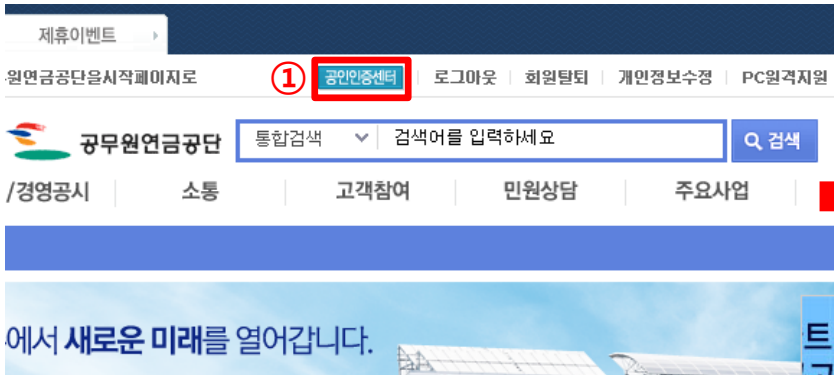 제휴이벤트
원연금공단을시작페이지로 ① 공인인증센터 로그아웃 회원탈퇴 개인정보수정 PC원격지원
공무원연금공단 통합검색 검색어를 입력하세요 검색
/경영공시 소통 고객참여 민원상담 주요사업
에서 새로운 미래를 열어갑니다.
트